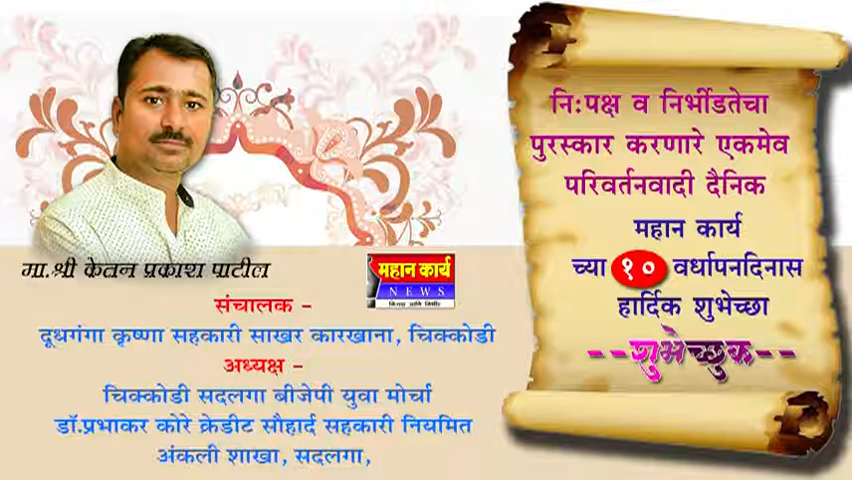 नि:पक्ष व निर्भीडतेचा
पुरस्कार करणारे एकमेव
परिवर्तनवादी दैनिक
महान कार्य
च्या १० वर्धापनदिनास
हार्दिक शुभेच्छा
--शुभेच्छुक--
मा.श्री केतन प्रकाश पाटील
महान कार्य
NEWS
संचालक -
दूधगंगा कृष्णा सहकारी साखर कारखाना, चिक्कोडी
अध्यक्ष -
चिक्कोडी सदलगा बीजेपी युवा मोर्चा
डॉ.प्रभाकर कोरे क्रेडीट सौहार्द सहकारी नियमित
अंकली शाखा, सदलगा,